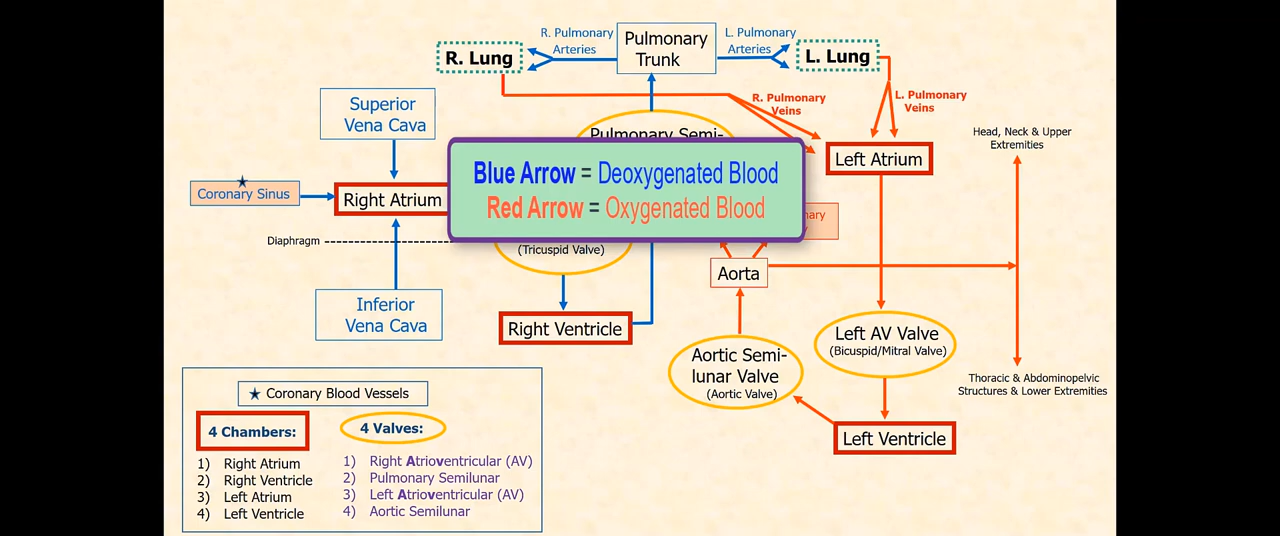 R. Pulmonary
Arteries
Pulmonary
Trunk
L. Pulmonary
Arteries
R. Lung
L. Lung
R. Pulmonary
Veins
L. Pulmonary
Veins
Superior
Vena Cava
Pulmonary Semi-
Head, Neck & Upper
Extremities
Left Atrium
Blue Arrow = Deoxygenated Blood
Red Arrow = Oxygenated Blood
Coronary Sinus
Right Atrium
Diaphragm
(Tricuspid Valve)
Aorta
Inferior
Vena Cava
Right Ventricle
Left AV Valve
(Bicuspid/Mitral Valve)
Aortic Semi-
lunar Valve
(Aortic Valve)
Thoracic & Abdominopelvic
Structures & Lower Extremities
Left Ventricle
Coronary Blood Vessels
4 Chambers:
1) Right Atrium
2) Right Ventricle
3) Left Atrium
4) Left Ventricle
4 Valves:
1) Right Atrioventricular (AV)
2) Pulmonary Semilunar
3) Left Atrioventricular (AV)
4) Aortic Semilunar